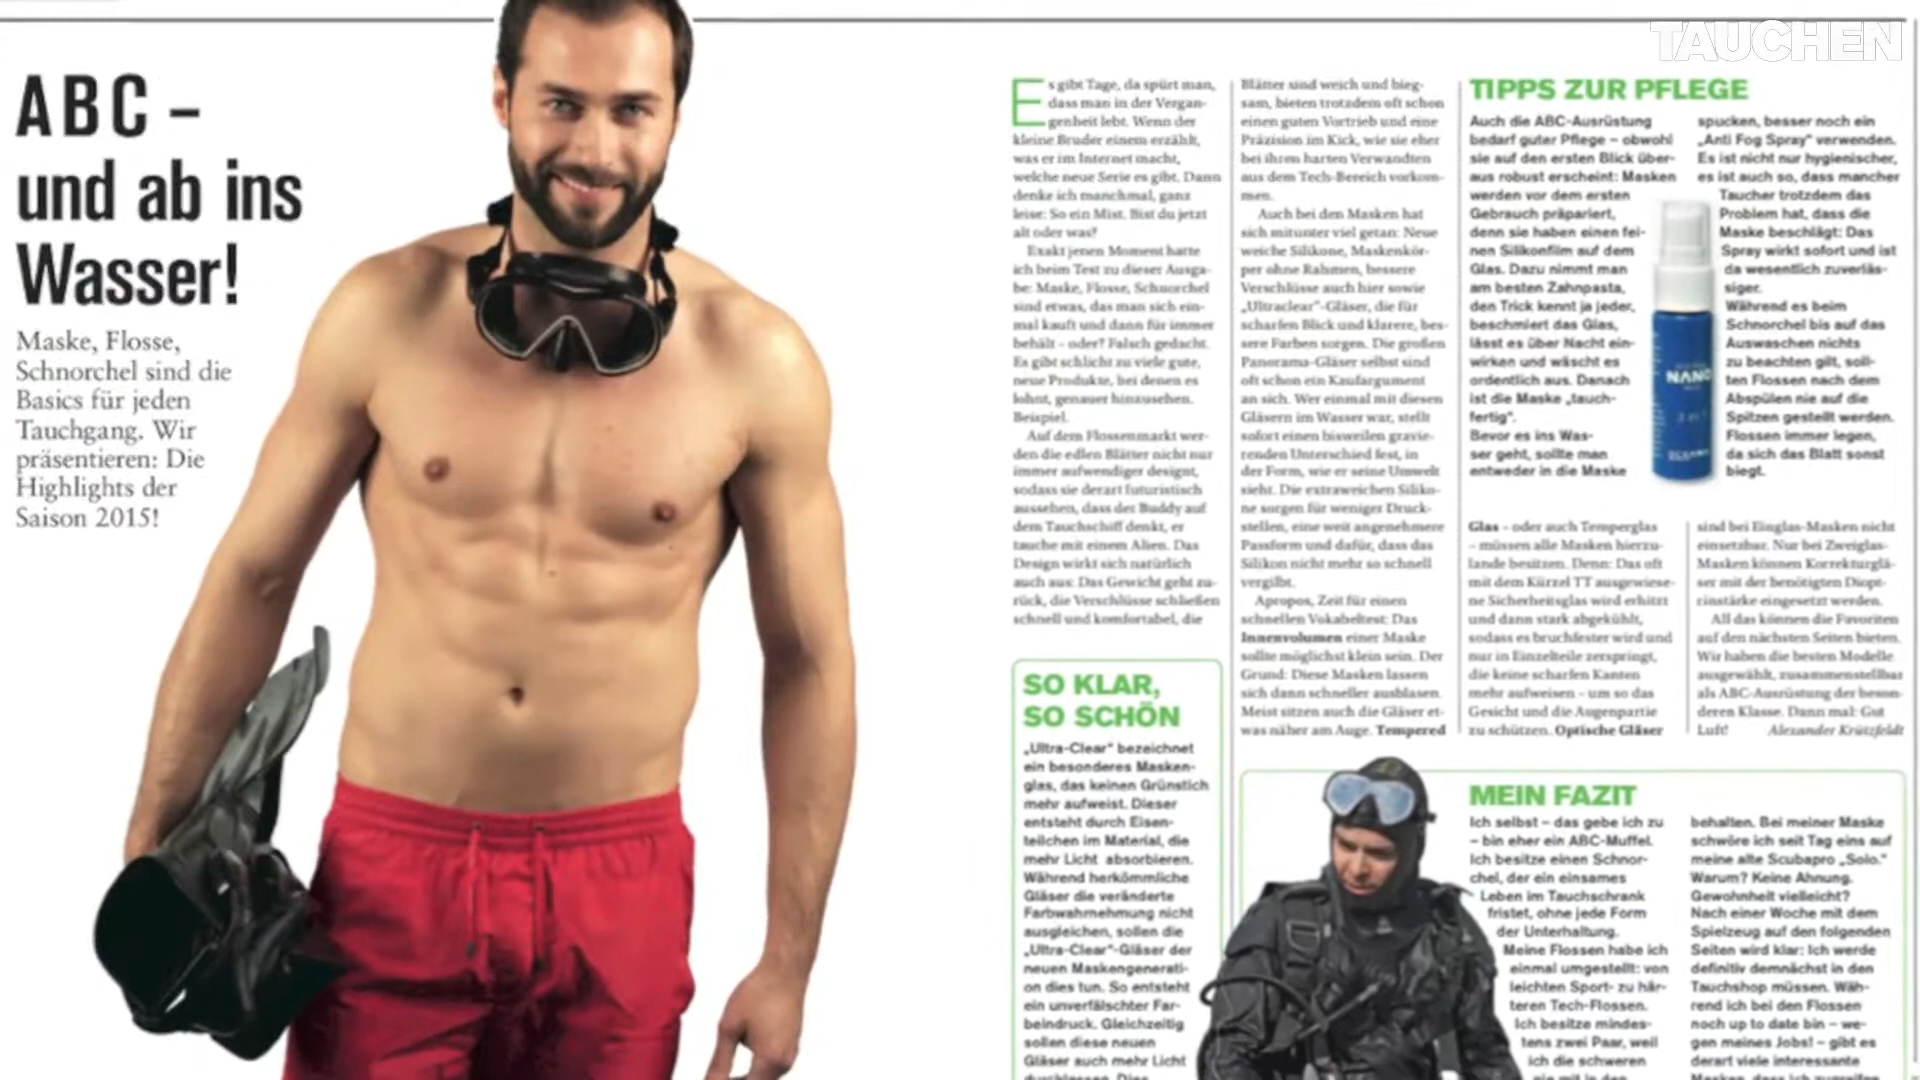 TAUCHEN
ABC –
und ab ins
Wasser!
Maske, Flosse,
Schnorchel sind die
Basics für jeden
Tauchgang. Wir
präsentieren: Die
Highlights der
Saison 2015!
Es gibt Tage, da spürt man,
dass man in der Vergan-
genheit lebt. Wenn der
kleine Bruder einem erzählt,
was er im Internet macht,
welche neue Serie es gibt. Dann
denke ich manchmal, ganz
leise: So ein Mist. Bist du jetzt
alt oder was?
Exakt jenen Moment hatte
ich beim Test zu dieser Ausga-
be: Maske, Flosse, Schnorchel
sind etwas, das man sich ein-
mal kauft und dann für immer
behält – oder? Falsch gedacht.
Es gibt schlicht zu viele gute,
neue Produkte, bei denen es
lohnt, genauer hinzusehen.
Beispiel.
Auf dem Flossenmarkt wer-
den die edlen Blätter nicht nur
immer aufwendiger designt,
sodass sie derart futuristisch
aussehen, dass der Buddy auf
dem Tauchschiff denkt, er
tauche mit einem Alien. Das
Design wirkt sich natürlich
auch aus: Das Gewicht geht zu-
rück, die Verschlüsse schließen
schnell und komfortabel, die
Blätter sind weich und bieg-
sam, bieten trotzdem oft schon
einen guten Vortrieb und eine
Präzision im Kick, wie sie eher
bei ihren harten Verwandten
aus dem Tech-Bereich vorkom-
men.
Auch bei den Masken hat
sich mitunter viel getan: Neue
weiche Silikone, Maskenkör-
per ohne Rahmen, bessere
Verschlüsse auch hier sowie
„Ultraclear“-Gläser, die für
scharfen Blick und klarere, bes-
sere Farben sorgen. Die großen
Panorama-Gläser selbst sind
oft schon ein Kaufargument
an sich. Wer einmal mit diesen
Gläsern im Wasser war, stellt
sofort einen bisweilen gravie-
renden Unterschied fest, in
der Form, wie er seine Umwelt
sieht. Die extraweichen Siliko-
ne sorgen für weniger Druck-
stellen, eine weit angenehmere
Passform und dafür, dass das
Silikon nicht mehr so schnell
vergilbt.
Apropos, Zeit für einen
schnellen Vokabeltest: Das
Innenvolumen einer Maske
sollte möglichst klein sein. Der
Grund: Diese Masken lassen
sich dann schneller ausblasen.
Meist sitzen auch die Gläser et-
was näher am Auge. Tempered
TIPPS ZUR PFLEGE
Auch die ABC-Ausrüstung
bedarf guter Pflege – obwohl
sie auf den ersten Blick über-
aus robust erscheint: Masken
werden vor dem ersten
Gebrauch präpariert,
denn sie haben einen fei-
nen Silikonfilm auf dem
Glas. Dazu nimmt man
am besten Zahnpasta,
den Trick kennt ja jeder,
beschmiert das Glas,
lässt es über Nacht ein-
wirken und wäscht es
ordentlich aus. Danach
ist die Maske „tauch-
fertig“.
Bevor es ins Was-
ser geht, sollte man
entweder in die Maske
spucken, besser noch ein
„Anti Fog Spray“ verwenden.
Es ist nicht nur hygienischer,
es ist auch so, dass mancher
Taucher trotzdem das
Problem hat, dass die
Maske beschlägt: Das
Spray wirkt sofort und ist
da wesentlich zuverläs-
siger.
Während es beim
Schnorchel bis auf das
Auswaschen nichts
zu beachten gilt, soll-
ten Flossen nach dem
Abspülen nie auf die
Spitzen gestellt werden.
Flossen immer legen,
da sich das Blatt sonst
biegt.
NANO
Glas – oder auch Temperglas
– müssen alle Masken hierzu-
lande besitzen. Denn: Das oft
mit dem Kürzel TT ausgewiese-
ne Sicherheitsglas wird erhitzt
und dann stark abgekühlt,
sodass es bruchfester wird und
nur in Einzelteile zerspringt,
die keine scharfen Kanten
mehr aufweisen – um so das
Gesicht und die Augenpartie
zu schützen. Optische Gläser
sind bei Einglas-Masken nicht
einsetzbar. Nur bei Zweiglas-
Masken können Korrekturglä-
ser mit der benötigten Diopt-
rinstärke eingesetzt werden.
All das können die Favoriten
auf den nächsten Seiten bieten.
Wir haben die besten Modelle
ausgewählt, zusammenstellbar
als ABC-Ausrüstung der beson-
deren Klasse. Dann mal: Gut
Luft! Alexander Krützfeldt
SO KLAR,
SO SCHÖN
„Ultra-Clear“ bezeichnet
ein besonderes Masken-
glas, das keinen Grünstich
mehr aufweist. Dieser
entsteht durch Eisen-
teilchen im Material, die
mehr Licht absorbieren.
Während herkömmliche
Gläser die veränderte
Farbwahrnehmung nicht
ausgleichen, sollen die
„Ultra-Clear“-Gläser der
neuen Maskengenerati-
on dies tun. So entsteht
ein unverfälschter Far-
beindruck. Gleichzeitig
sollen diese neuen
Gläser auch mehr Licht
durchlassen. Dies
MEIN FAZIT
Ich selbst – das gebe ich zu
– bin eher ein ABC-Muffel.
Ich besitze einen Schnor-
chel, der ein einsames
Leben im Tauchschrank
fristet, ohne jede Form
der Unterhaltung.
Meine Flossen habe ich
einmal umgestellt: von
leichten Sport- zu här-
teren Tech-Flossen.
Ich besitze mindes-
tens zwei Paar, weil
ich die schweren
nie mit in den
behalten. Bei meiner Maske
schwöre ich seit Tag eins auf
meine alte Scubapro „Solo.“
Warum? Keine Ahnung.
Gewohnheit vielleicht?
Nach einer Woche mit dem
Spielzeug auf den folgenden
Seiten wird klar: Ich werde
definitiv demnächst in den
Tauchshop müssen. Wäh-
rend ich bei den Flossen
noch up to date bin – we-
gen meines Jobs! – gibt es
derart viele interessante
Masken, dass ich zugreifen